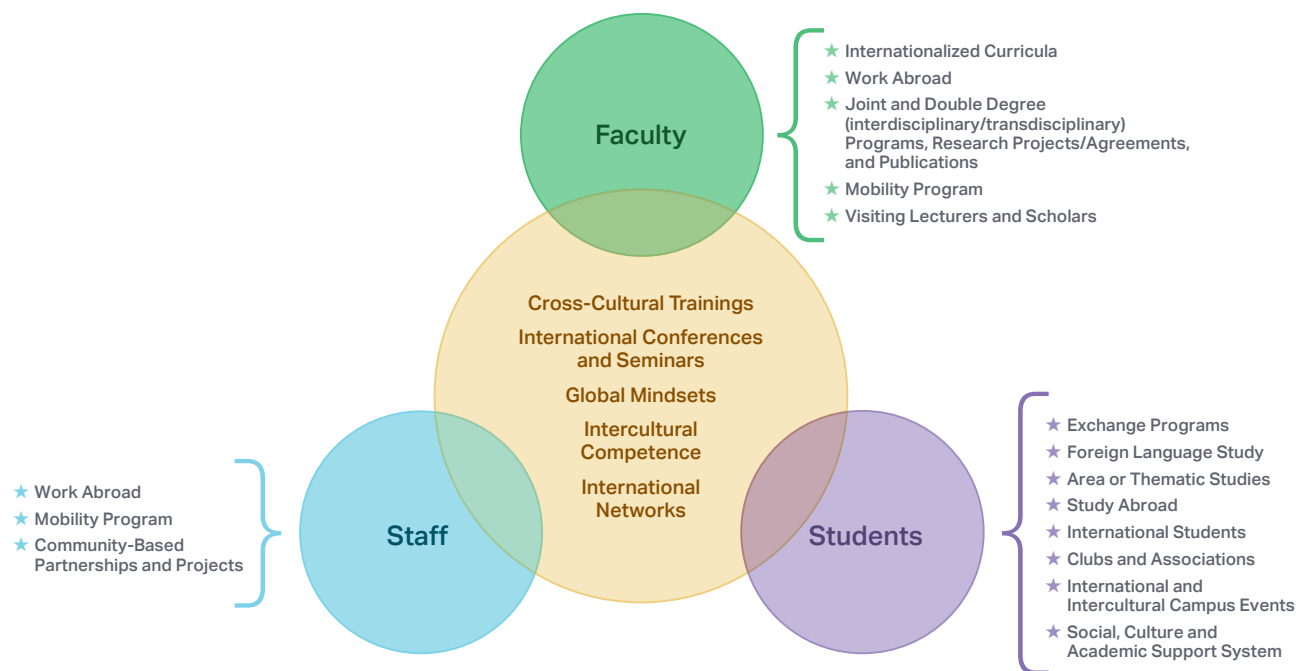 Faculty
Internationalized Curricula
Work Abroad
Joint and Double Degree
(interdisciplinary/transdisciplinary)
Programs, Research Projects/Agreements,
and Publications
Mobility Program
Visiting Lecturers and Scholars
Cross-Cultural Trainings
International Conferences
and Seminars
Global Mindsets
Intercultural
Competence
International
Networks
Staff
Work Abroad
Mobility Program
Community-Based
Partnerships and Projects
Students
Exchange Programs
Foreign Language Study
Area or Thematic Studies
Study Abroad
International Students
Clubs and Associations
International and
Intercultural Campus Events
Social, Culture and
Academic Support System